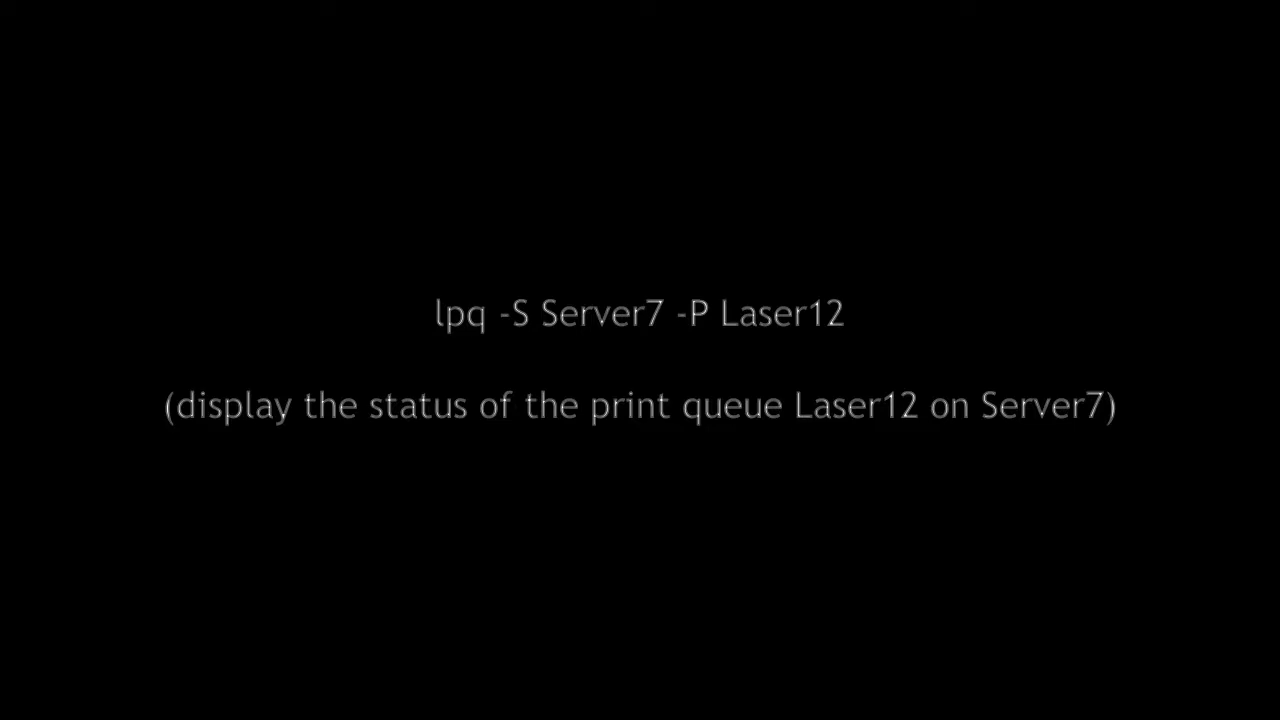 lpq -S Server7 -P Laser12
(display the status of the print queue Laser12 on Server7)